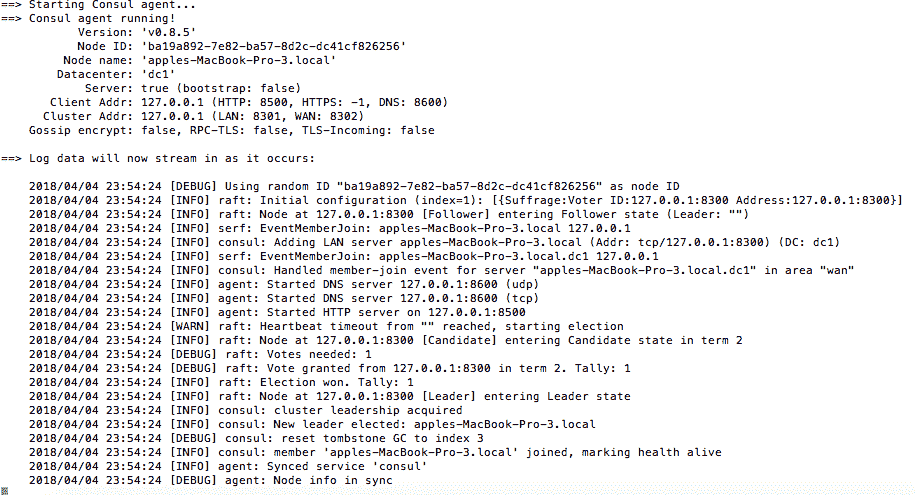 ==> Starting Consul agent...
==> Consul agent running!
Version: 'v0.8.5'
Node ID: 'ba19a892-7e82-ba57-8d2c-dc41cf826256'
Node name: 'apples-MacBook-Pro-3.local'
Datacenter: 'dc1'
Server: true (bootstrap: false)
Client Addr: 127.0.0.1 (HTTP: 8500, HTTPS: -1, DNS: 8600)
Cluster Addr: 127.0.0.1 (LAN: 8301, WAN: 8302)
Gossip encrypt: false, RPC-TLS: false, TLS-Incoming: false
==> Log data will now stream in as it occurs:
2018/04/04 23:54:24 [DEBUG] Using random ID "ba19a892-7e82-ba57-8d2c-dc41cf826256" as node ID
2018/04/04 23:54:24 [INFO] raft: Initial configuration (index=1): [{Suffrage:Voter ID:127.0.0.1:8300 Address:127.0.0.1:8300}]
2018/04/04 23:54:24 [INFO] raft: Node at 127.0.0.1:8300 [Follower] entering Follower state (Leader: "")
2018/04/04 23:54:24 [INFO] serf: EventMemberJoin: apples-MacBook-Pro-3.local 127.0.0.1
2018/04/04 23:54:24 [INFO] consul: Adding LAN server apples-MacBook-Pro-3.local (Addr: tcp/127.0.0.1:8300) (DC: dc1)
2018/04/04 23:54:24 [INFO] serf: EventMemberJoin: apples-MacBook-Pro-3.local.dc1 127.0.0.1
2018/04/04 23:54:24 [INFO] consul: Handled member-join event for server "apples-MacBook-Pro-3.local.dc1" in area "wan"
2018/04/04 23:54:24 [INFO] agent: Started DNS server 127.0.0.1:8600 (udp)
2018/04/04 23:54:24 [INFO] agent: Started DNS server 127.0.0.1:8600 (tcp)
2018/04/04 23:54:24 [INFO] agent: Started HTTP server on 127.0.0.1:8500
2018/04/04 23:54:24 [WARN] raft: Heartbeat timeout from "" reached, starting election
2018/04/04 23:54:24 [INFO] raft: Node at 127.0.0.1:8300 [Candidate] entering Candidate state in term 2
2018/04/04 23:54:24 [DEBUG] raft: Votes needed: 1
2018/04/04 23:54:24 [DEBUG] raft: Vote granted from 127.0.0.1:8300 in term 2. Tally: 1
2018/04/04 23:54:24 [INFO] raft: Election won. Tally: 1
2018/04/04 23:54:24 [INFO] raft: Node at 127.0.0.1:8300 [Leader] entering Leader state
2018/04/04 23:54:24 [INFO] consul: cluster leadership acquired
2018/04/04 23:54:24 [INFO] consul: New leader elected: apples-MacBook-Pro-3.local
2018/04/04 23:54:24 [DEBUG] consul: reset tombstone GC to index 3
2018/04/04 23:54:24 [INFO] consul: member 'apples-MacBook-Pro-3.local' joined, marking health alive
2018/04/04 23:54:24 [INFO] agent: Synced service 'consul'
2018/04/04 23:54:24 [DEBUG] agent: Node info in sync